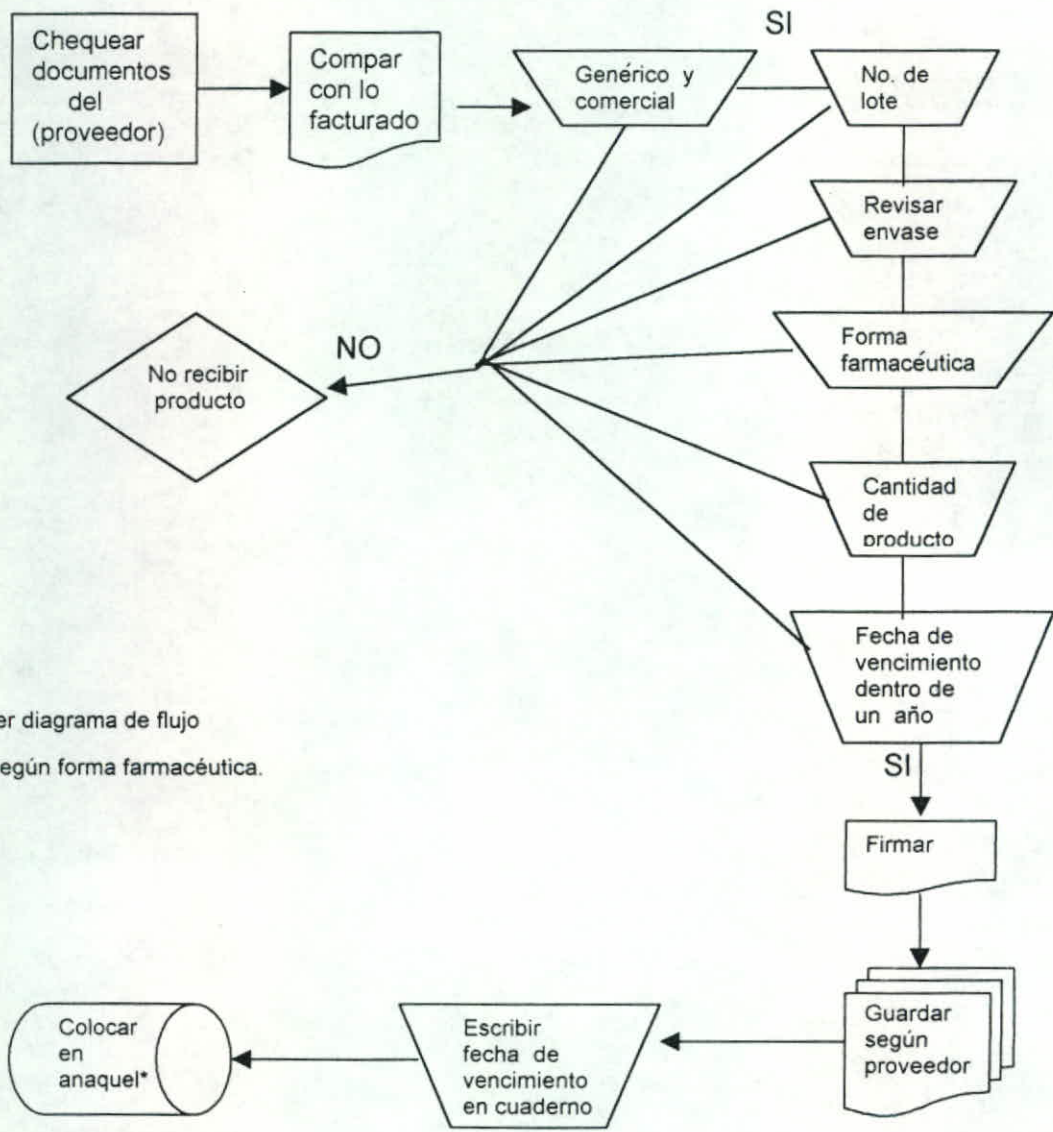 Chequear
documentos
del
(proveedor)
Compar
con lo
facturado
Genérico y
comercial
SI
No. de
lote
Revisar
envase
Forma
farmacéutica
Cantidad
de
producto
Fecha de
vencimiento
dentro de
un año
NO
No recibir
producto
er diagrama de flujo
egún forma farmacéutica.
SI
Firmar
Guardar
según
proveedor
Escribir
fecha de
vencimiento
en cuaderno
Colocar
en
anaquel*